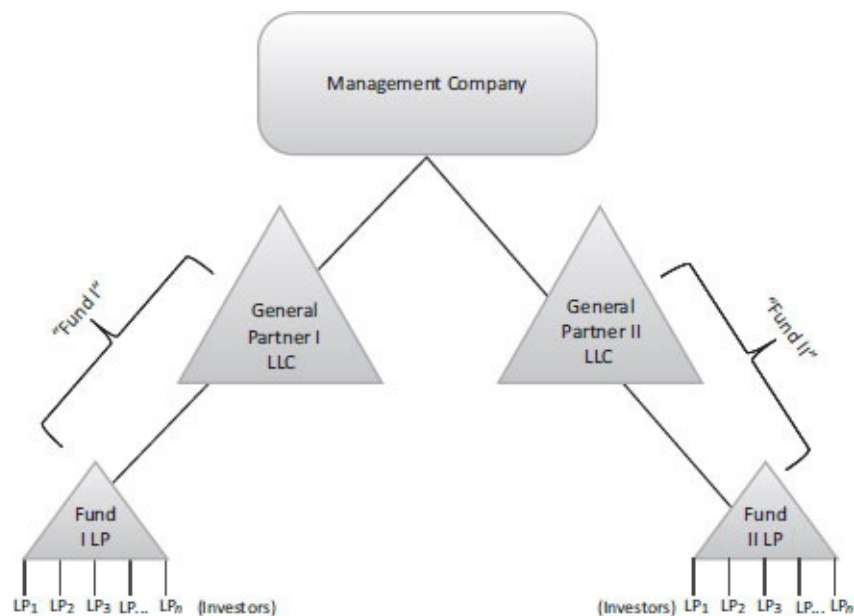 Management Company
"Fund I"
General
Partner I
LLC
General
Partner II
LLC
"Fund II"
Fund
I LP
Fund
II LP
LP₁ LP₂ LP₃ LP... LPₙ (Investors)
(Investors) LP₁ LP₂ LP₃ LP... LPₙ